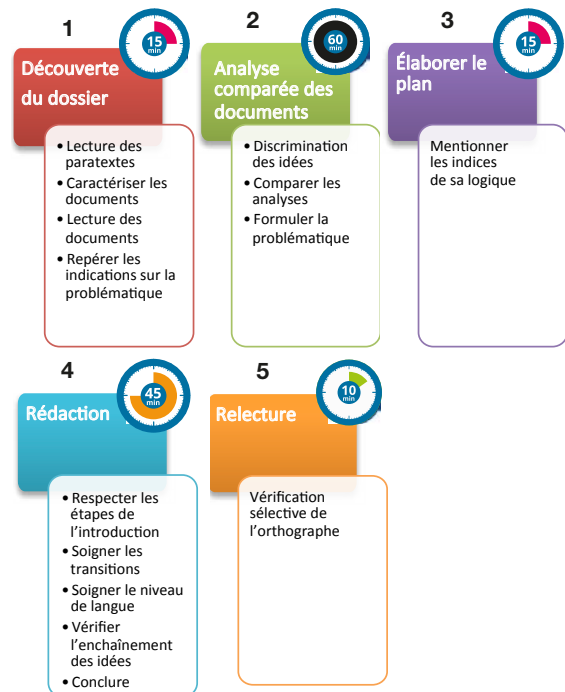 1
15
min
Découverte
du dossier
• Lecture des
paratextes
• Caractériser les
documents
• Lecture des
documents
• Repérer les
indications sur la
problématique
2
60
min
Analyse
comparée des
documents
• Discrimination
des idées
• Comparer les
analyses
• Formuler la
problématique
3
15
min
Élaborer le
plan
Mentionner
les indices
de sa logique
4
45
min
Rédaction
• Respecter les
étapes de
l’introduction
• Soigner les
transitions
• Soigner le niveau
de langue
• Vérifier
l’enchaînement
des idées
• Conclure
5
10
min
Relecture
Vérification
sélective de
l’orthographe